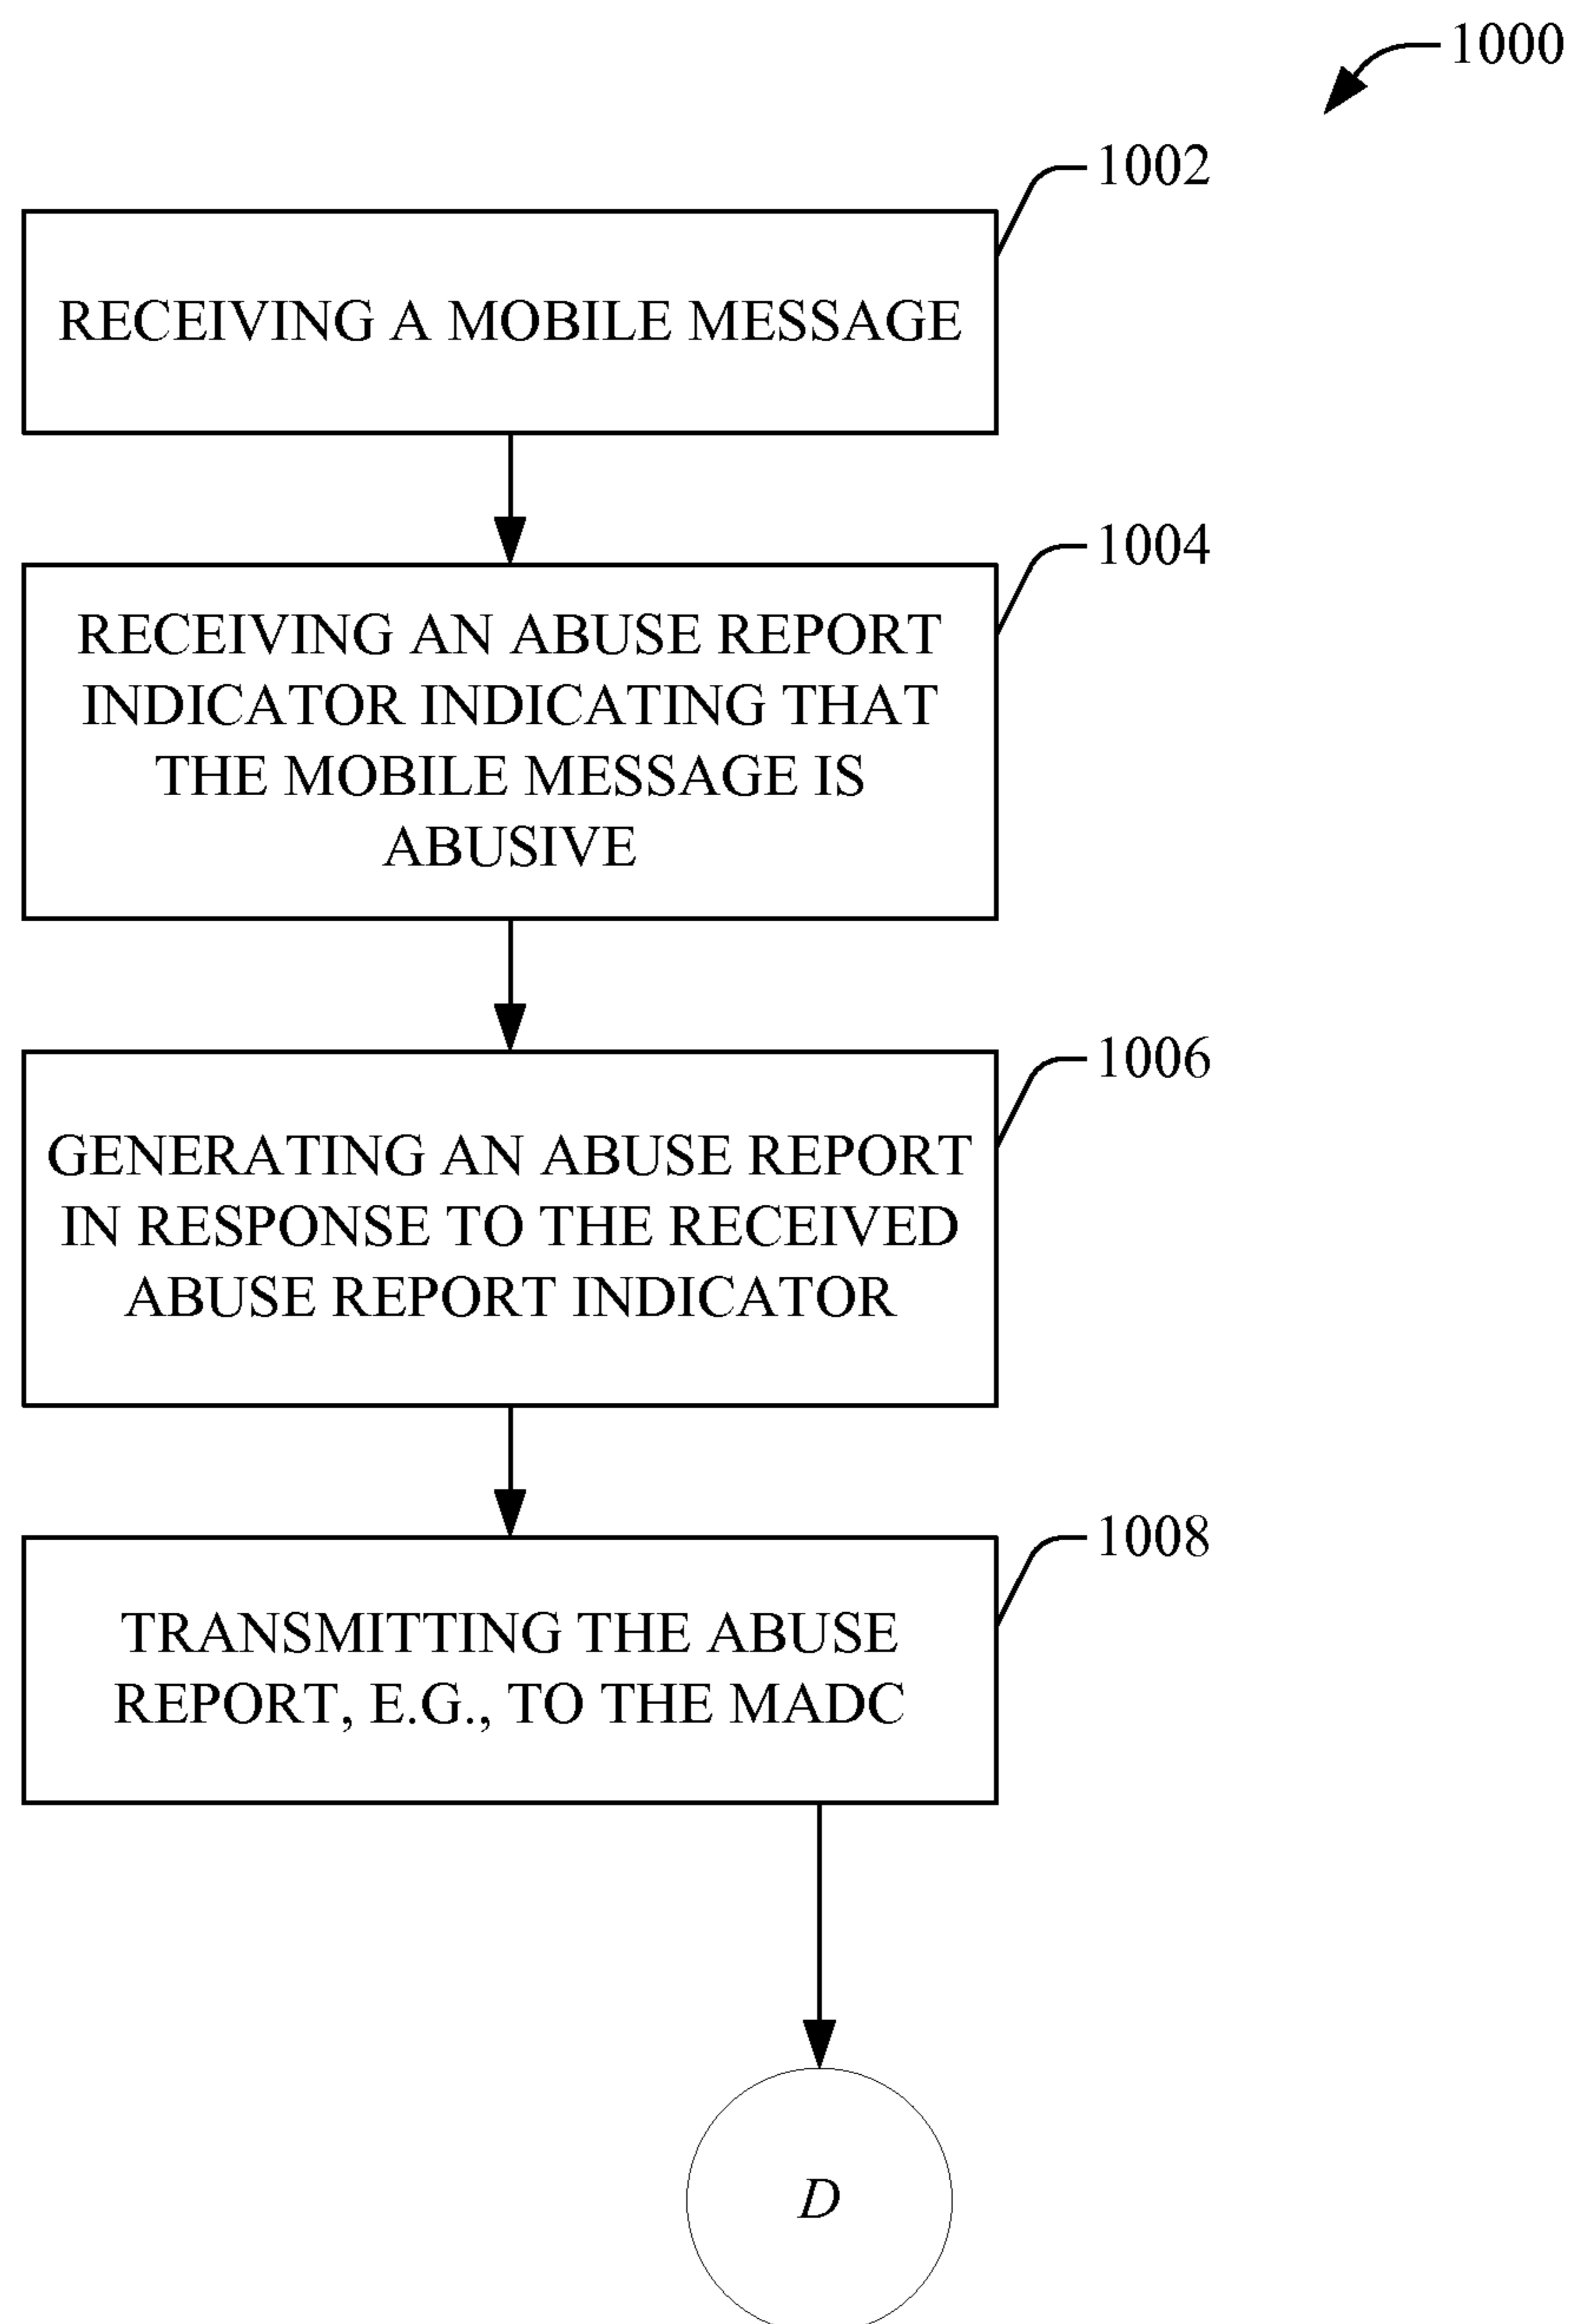 1000
1002
RECEIVING A MOBILE MESSAGE
1004
RECEIVING AN ABUSE REPORT
INDICATOR INDICATING THAT
THE MOBILE MESSAGE IS
ABUSIVE
1006
GENERATING AN ABUSE REPORT
IN RESPONSE TO THE RECEIVED
ABUSE REPORT INDICATOR
1008
TRANSMITTING THE ABUSE
REPORT, E.G., TO THE MADC
D